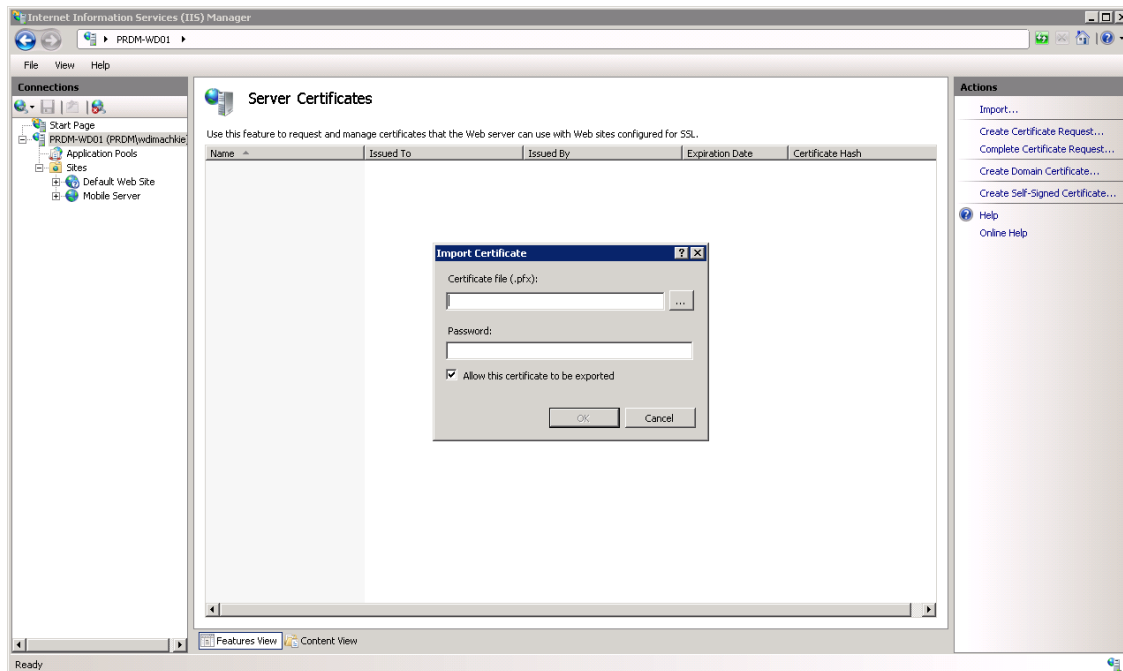 Internet Information Services (IIS) Manager
PRDM-WD01
File View Help
Connections
Start Page
PRDM-WD01 (PRDM\wdimachkie
Application Pools
Sites
Default Web Site
Mobile Server
Server Certificates
Use this feature to request and manage certificates that the Web server can use with Web sites configured for SSL.
Name Issued To Issued By Expiration Date Certificate Hash
Import Certificate
Certificate file (.pfx):
...
Password:
Allow this certificate to be exported
OK Cancel
Features View Content View
Actions
Import...
Create Certificate Request...
Complete Certificate Request...
Create Domain Certificate...
Create Self-Signed Certificate...
Help
Online Help
Ready